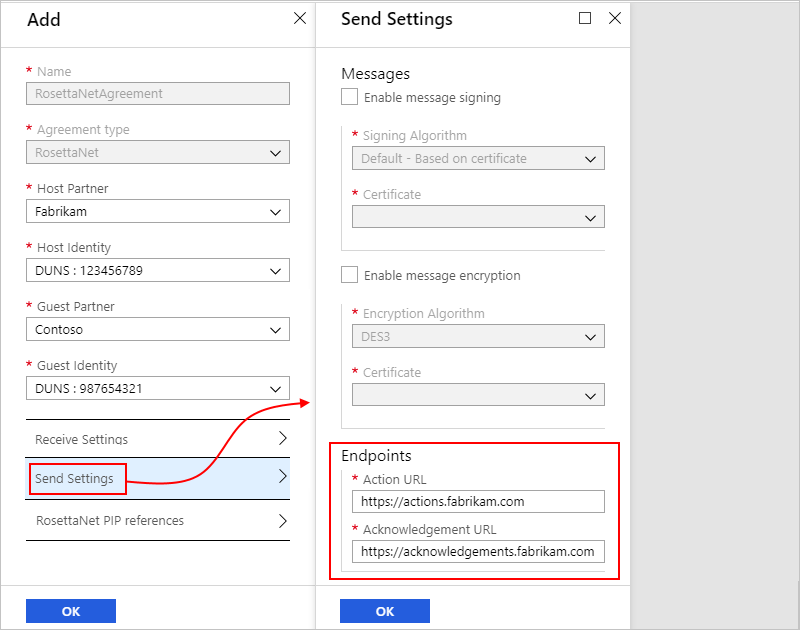 Add
* Name
RosettaNetAgreement
* Agreement type
RosettaNet
* Host Partner
Fabrikam
* Host Identity
DUNS : 123456789
* Guest Partner
Contoso
* Guest Identity
DUNS : 987654321
Receive Settings
Send Settings
RosettaNet PIP references
OK
Send Settings
Messages
Enable message signing
* Signing Algorithm
Default - Based on certificate
* Certificate
Enable message encryption
* Encryption Algorithm
DES3
* Certificate
Endpoints
* Action URL
https://actions.fabrikam.com
* Acknowledgement URL
https://acknowledgements.fabrikam.com
OK